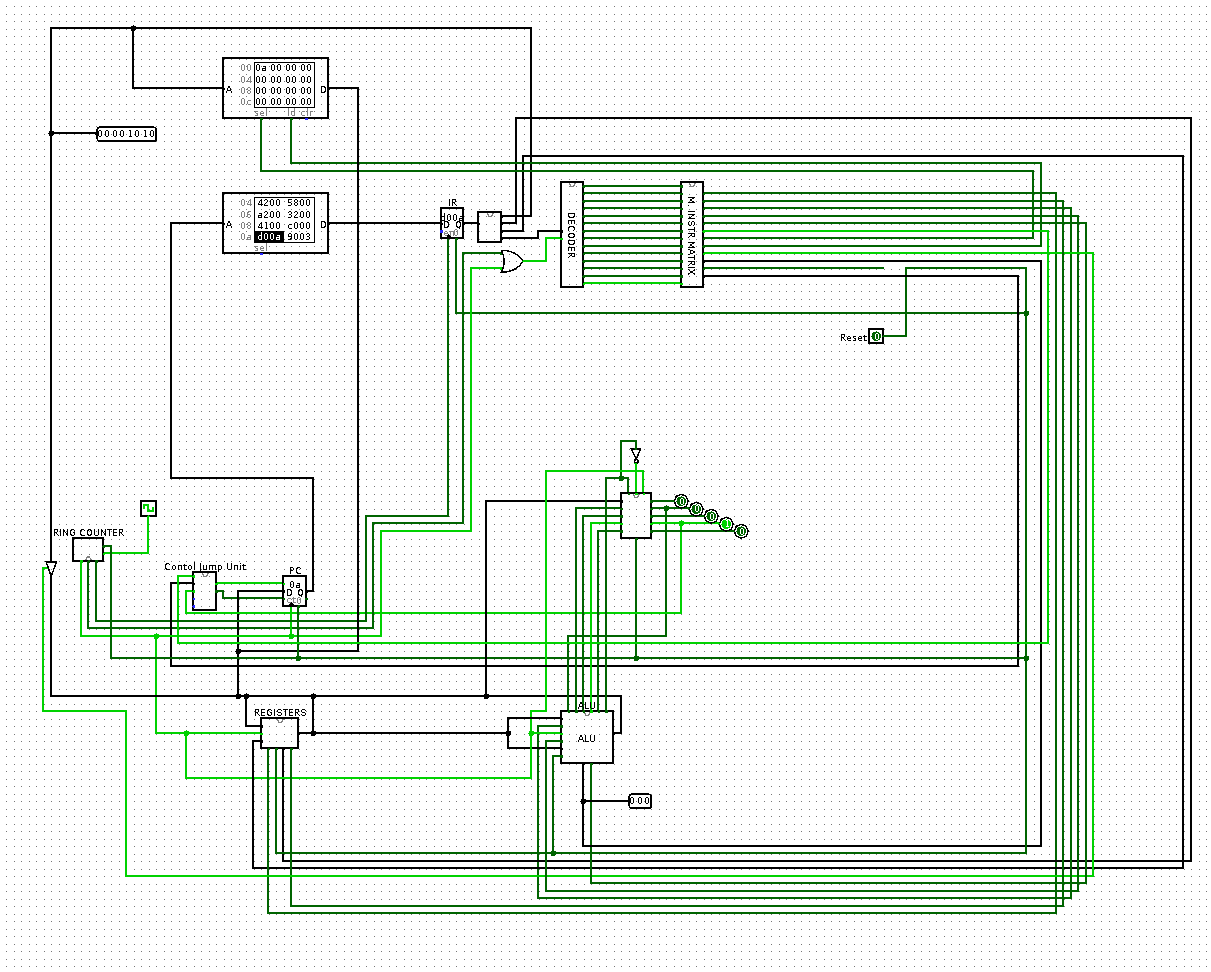 00 0a 00 00 00
04 00 00 00 00
08 00 00 00 00
0c 00 00 00 00
A D
sel ld clr
00001010
04 4200 5800
06 a200 3200
08 4100 c000
0a d00a 9003
A D
sel
IR
d00a
D Q
en0
DECODER
M. INSTR.MATRIX
Reset 0
0
0
0
1
0
RING COUNTER
Contol Jump Unit
PC
0a
D Q
ct0
REGISTERS
ALU
ALU
000